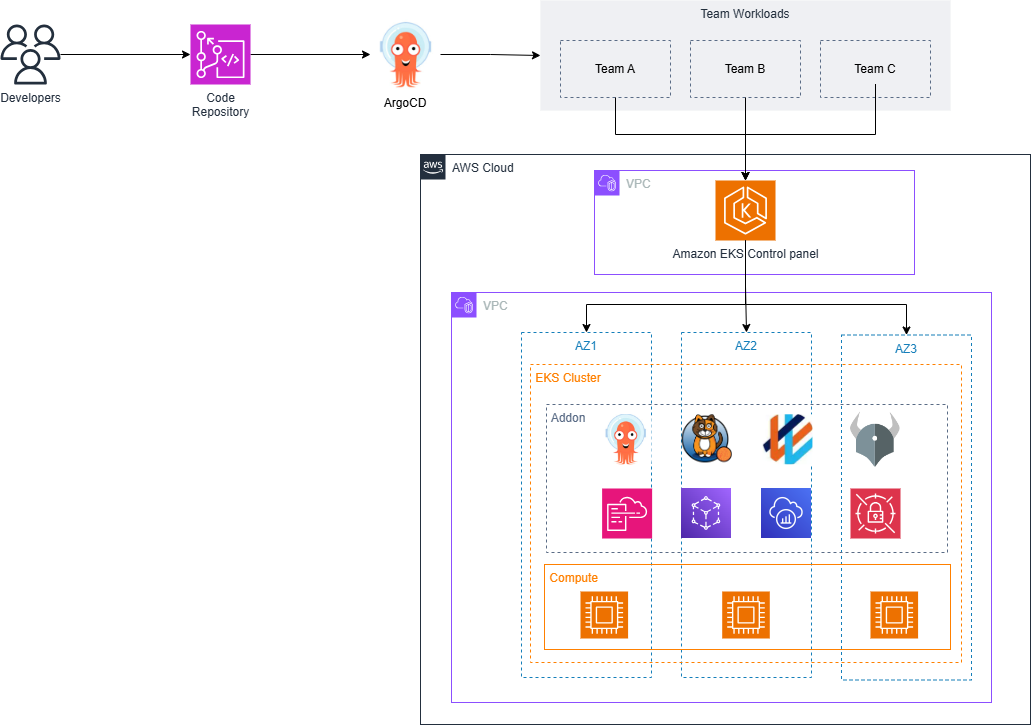 Team Workloads
Team A
Team B
Team C
Developers
Code
Repository
ArgoCD
aws
AWS Cloud
VPC
K
Amazon EKS Control panel
VPC
AZ1
AZ2
AZ3
EKS Cluster
Addon
Compute